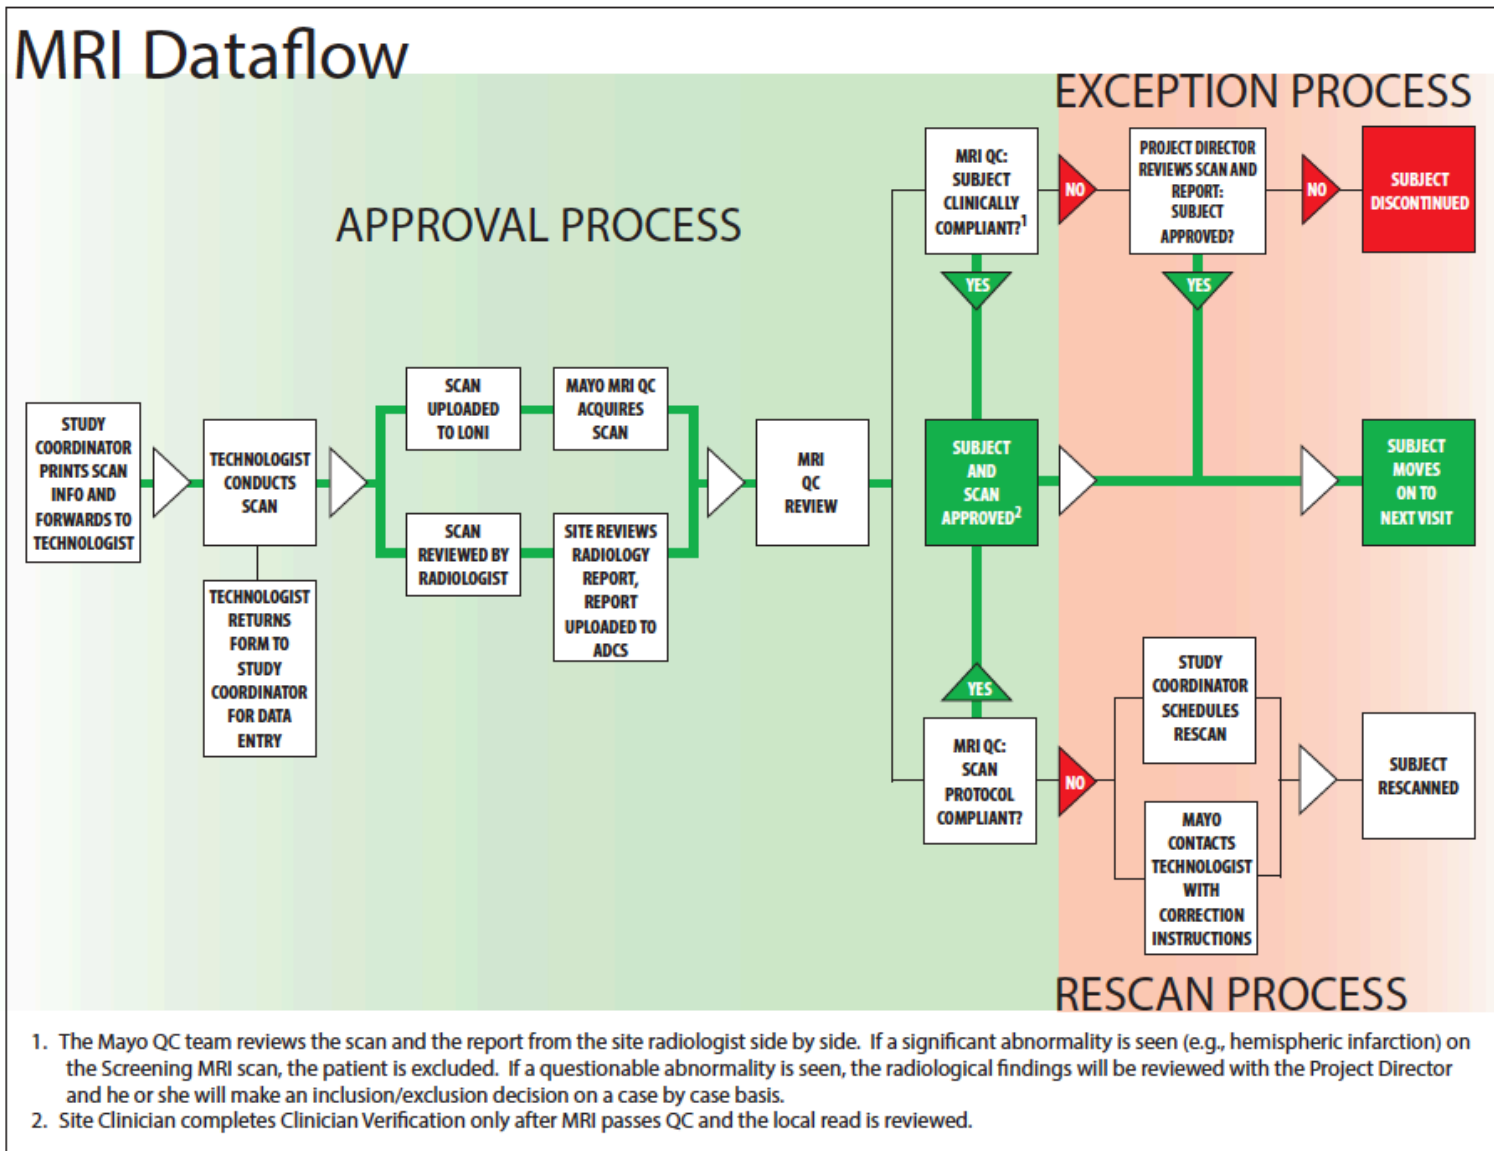 MRI Dataflow
EXCEPTION PROCESS
APPROVAL PROCESS
STUDY
COORDINATOR
PRINTS SCAN
INFO AND
FORWARDS TO
TECHNOLOGIST
TECHNOLOGIST
CONDUCTS
SCAN
TECHNOLOGIST
RETURNS
FORM TO
STUDY
COORDINATOR
FOR DATA
ENTRY
SCAN
UPLOADED
TO LONI
MAYO MRI QC
ACQUIRES
SCAN
SCAN
REVIEWED BY
RADIOLOGIST
SITE REVIEWS
RADIOLOGY
REPORT,
REPORT
UPLOADED TO
ADCS
MRI
QC
REVIEW
MRI QC:
SUBJECT
CLINICALLY
COMPLIANT?1
NO
PROJECT DIRECTOR
REVIEWS SCAN AND
REPORT:
SUBJECT
APPROVED?
NO
SUBJECT
DISCONTINUED
YES
YES
SUBJECT
AND
SCAN
APPROVED2
SUBJECT
MOVES
ON TO
NEXT VISIT
YES
MRI QC:
SCAN
PROTOCOL
COMPLIANT?
NO
STUDY
COORDINATOR
SCHEDULES
RESCAN
MAYO
CONTACTS
TECHNOLOGIST
WITH
CORRECTION
INSTRUCTIONS
SUBJECT
RESCANNED
RESCAN PROCESS
1. The Mayo QC team reviews the scan and the report from the site radiologist side by side. If a significant abnormality is seen (e.g., hemispheric infarction) on
the Screening MRI scan, the patient is excluded. If a questionable abnormality is seen, the radiological findings will be reviewed with the Project Director
and he or she will make an inclusion/exclusion decision on a case by case basis.
2. Site Clinician completes Clinician Verification only after MRI passes QC and the local read is reviewed.